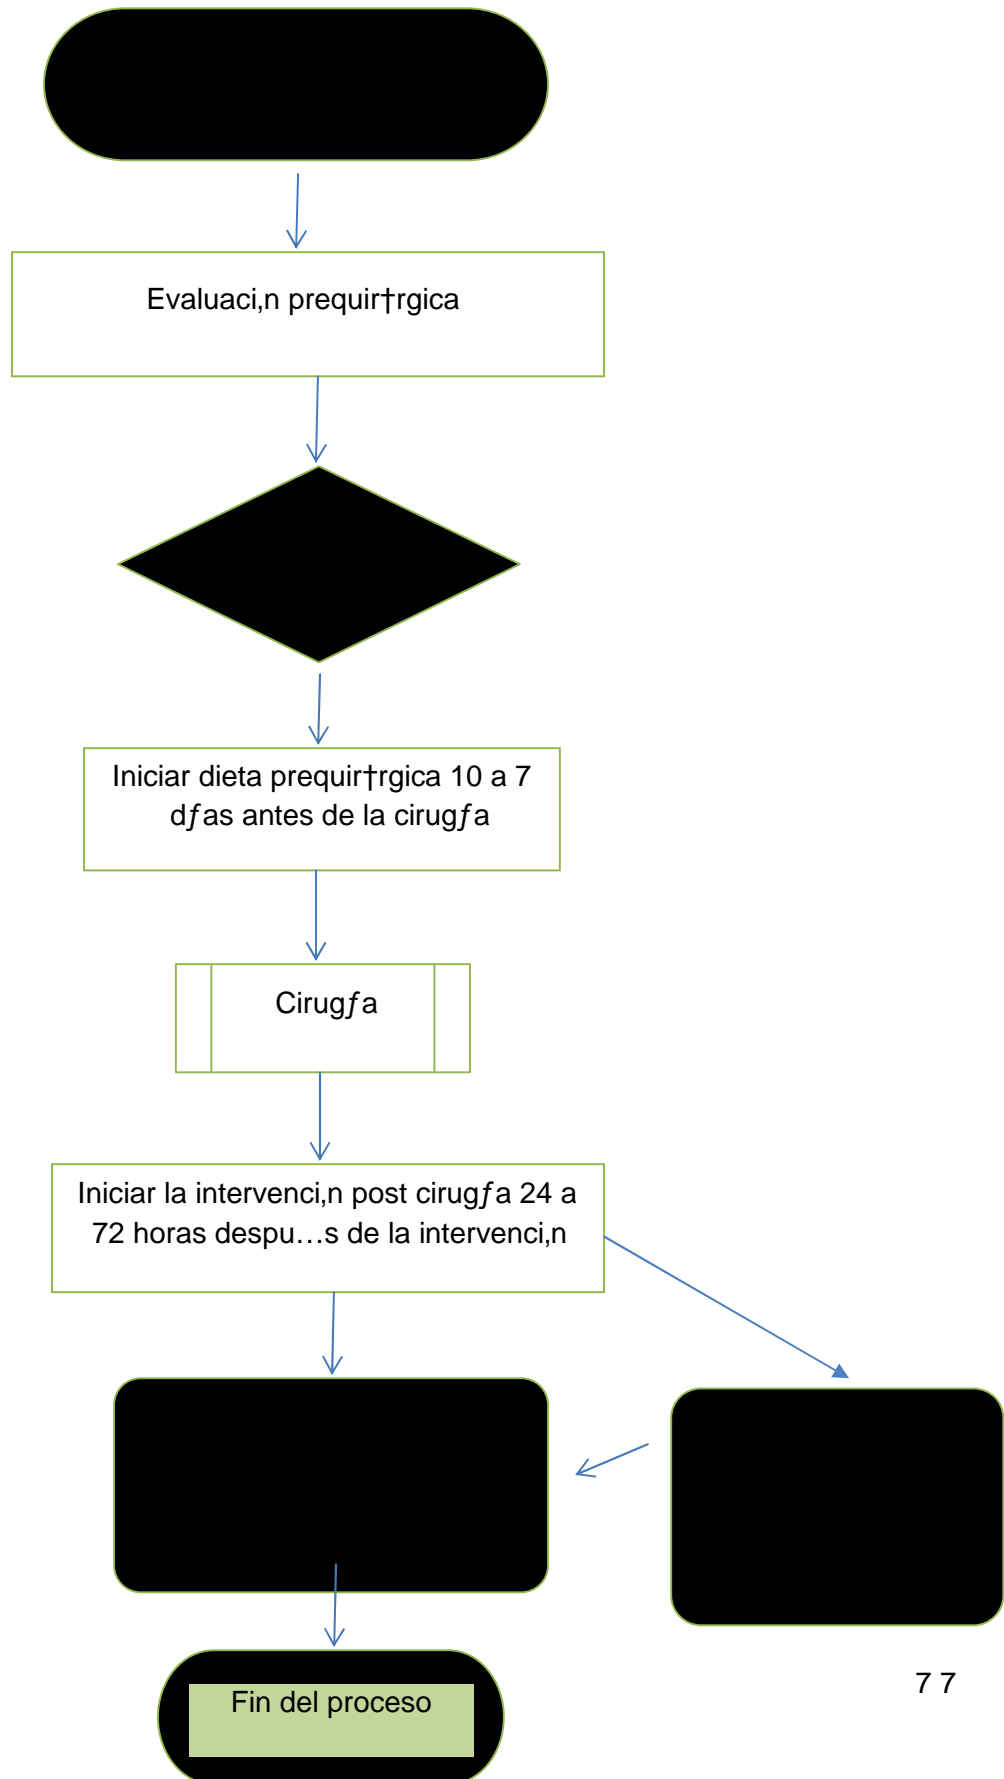 Evaluaci‚n prequir†rgica
Iniciar dieta prequir†rgica 10 a 7
dƒas antes de la cirugƒa
Cirugƒa
Iniciar la intervenci‚n post cirugƒa 24 a
72 horas despu…s de la intervenci‚n
7 7
Fin del proceso